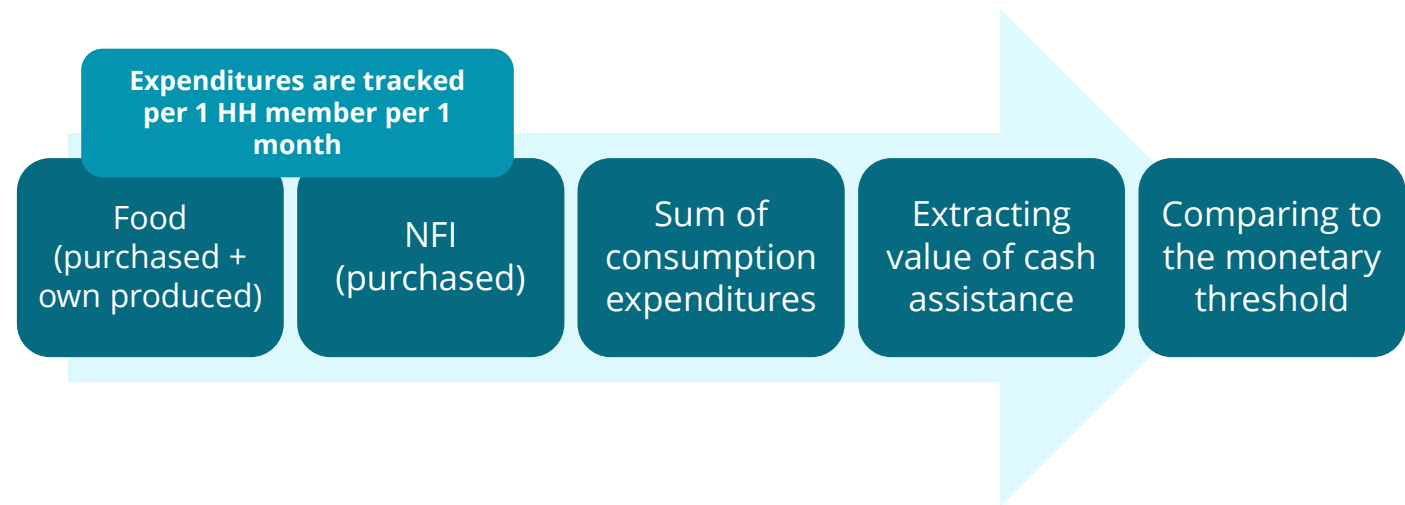 Expenditures are tracked
per 1 HH member per 1
month
Food
(purchased +
own produced)
NFI
(purchased)
Sum of
consumption
expenditures
Extracting
value of cash
assistance
Comparing to
the monetary
threshold